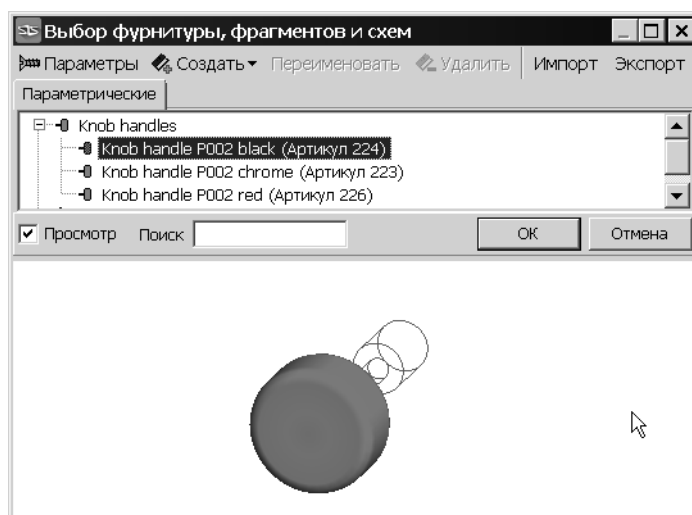 Выбор фурнитуры, фрагментов и схем
Параметры Создать Переименовать Удалить Импорт Экспорт
Параметрические
Knob handles
Knob handle P002 black (Артикул 224)
Knob handle P002 chrome (Артикул 223)
Knob handle P002 red (Артикул 226)
Просмотр Поиск ОК Отмена